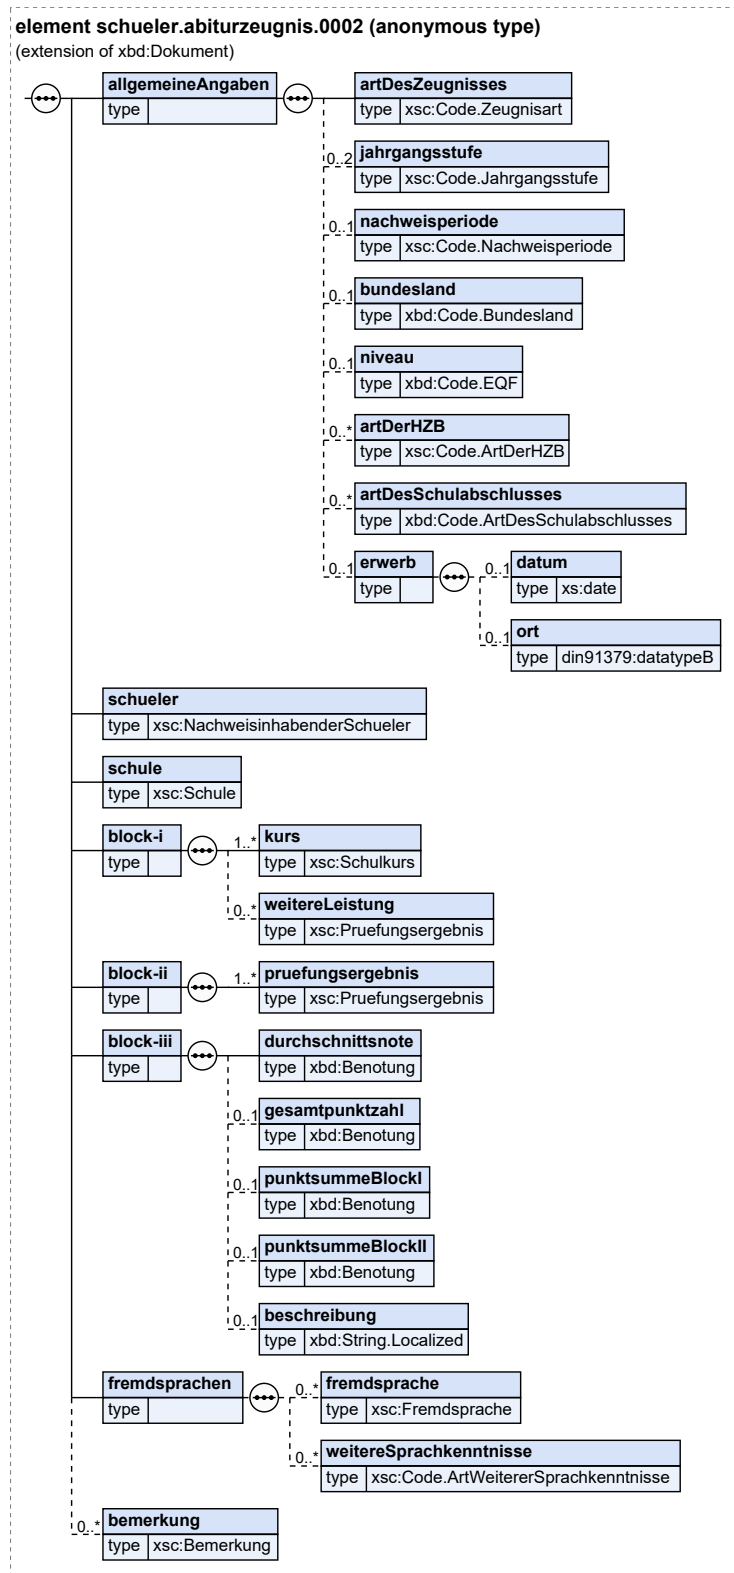 element schueler.abiturzeugnis.0002 (anonymous type)
(extension of xbd:Dokument)
allgemeineAngaben
type
artDesZeugnisses
type xsc:Code.Zeugnisart
0..2 jahrgangsstufe
type xsc:Code.Jahrgangsstufe
0..1 nachweisperiode
type xsc:Code.Nachweisperiode
0..1 bundesland
type xbd:Code.Bundesland
0..1 niveau
type xbd:Code.EQF
0..* artDerHZB
type xsc:Code.ArtDerHZB
0..* artDesSchulabschlusses
type xbd:Code.ArtDesSchulabschlusses
0..1 erwerb
type
0..1 datum
type xs:date
0..1 ort
type din91379:datatypeB
schueler
type xsc:NachweisinhabenderSchueler
schule
type xsc:Schule
block-i
type
1..* kurs
type xsc:Schulkurs
0..* weitereLeistung
type xsc:Pruefungsergebnis
block-ii
type
1..* pruefungsergebnis
type xsc:Pruefungsergebnis
block-iii
type
durchschnittsnote
type xbd:Benotung
0..1 gesamtpunktzahl
type xbd:Benotung
0..1 punktsummeBlockI
type xbd:Benotung
0..1 punktsummeBlockII
type xbd:Benotung
0..1 beschreibung
type xbd:String.Localized
fremdsprachen
type
0..* fremdsprache
type xsc:Fremdsprache
0..* weitereSprachkenntnisse
type xsc:Code.ArtWeitererSprachkenntnisse
0..* bemerkung
type xsc:Bemerkung